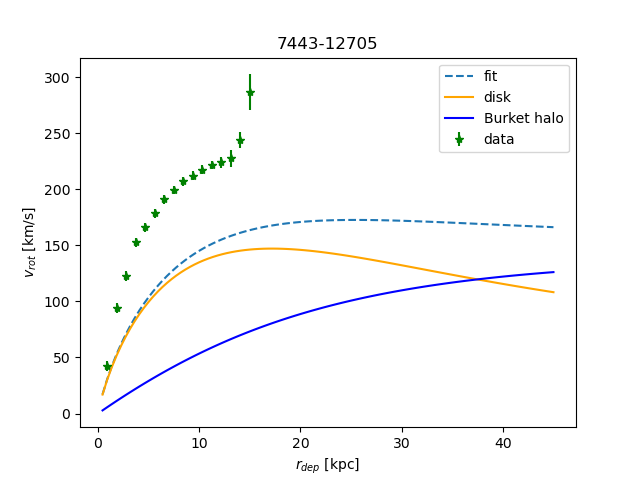 7443-12705
300
250
200
150
100
50
0
v_rot [km/s]
fit
disk
Burket halo
data
0 10 20 30 40
r_dep [kpc]